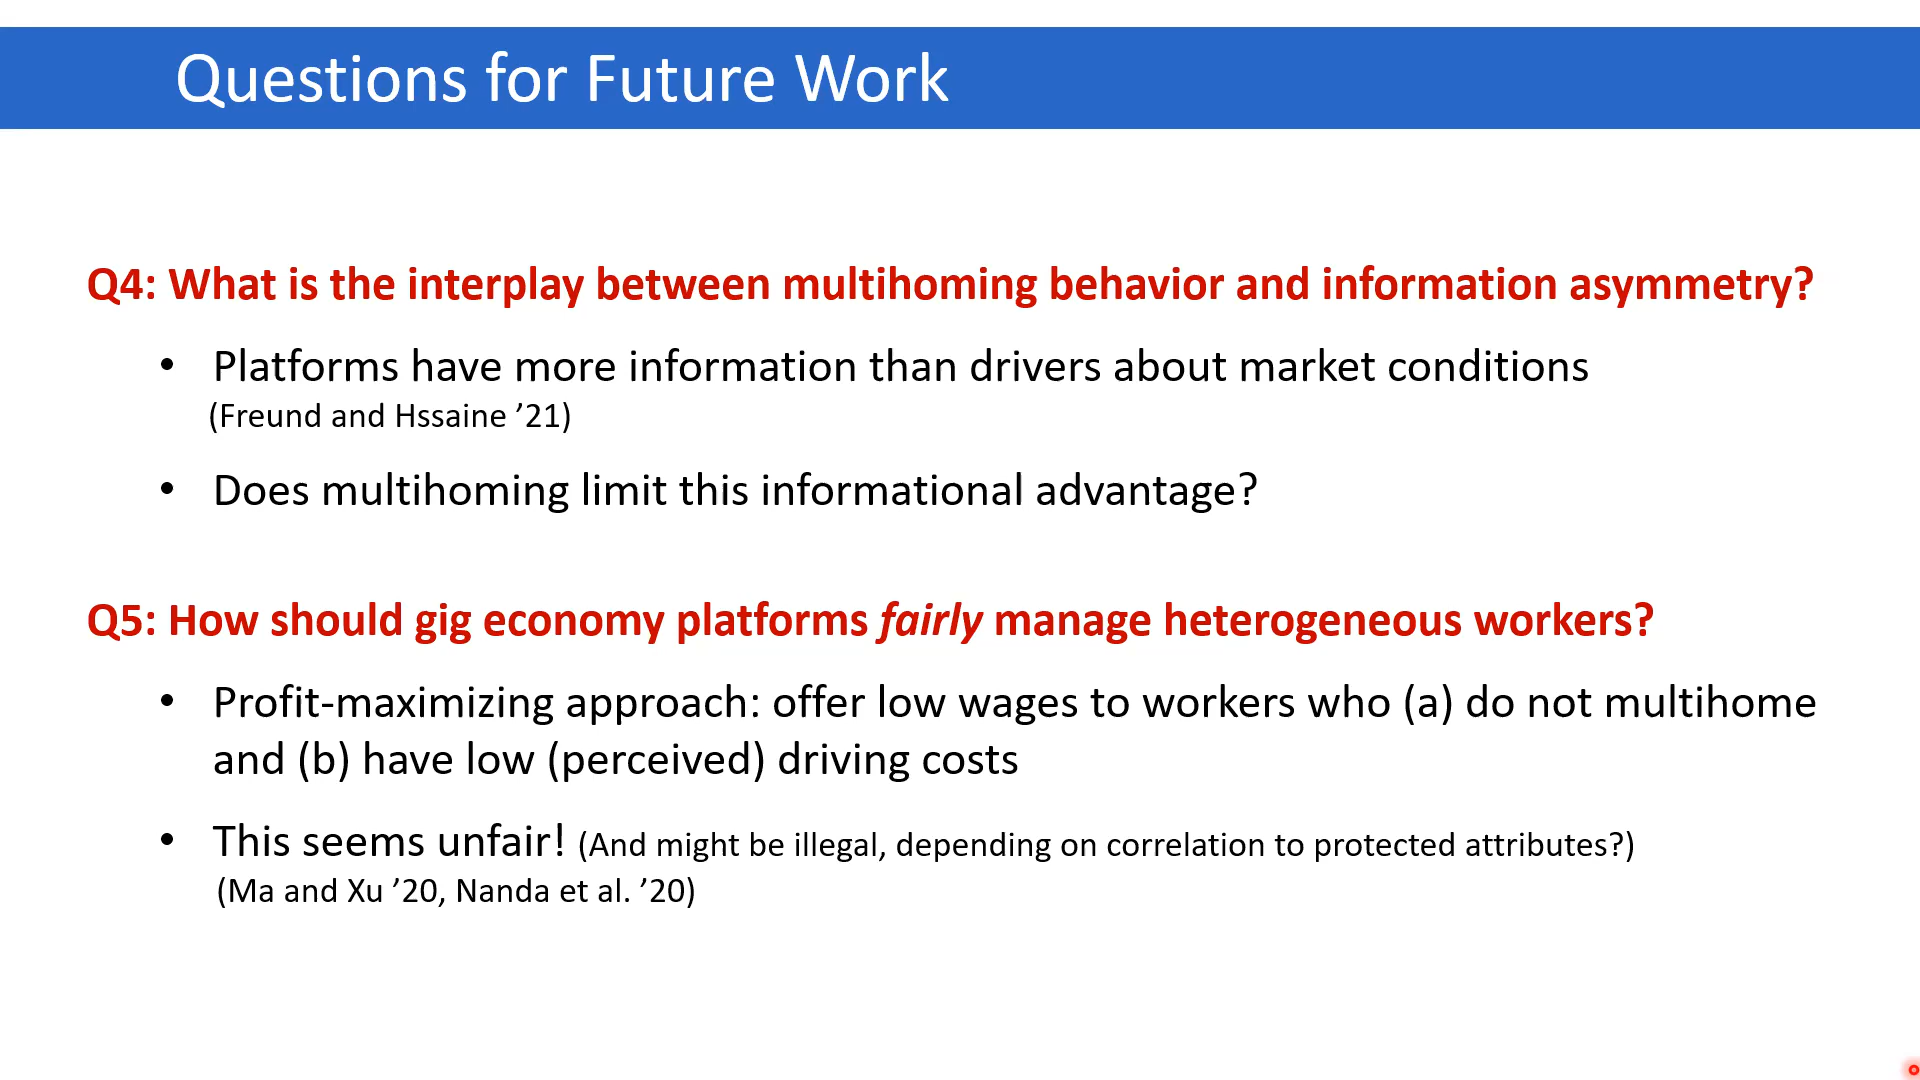 Questions for Future Work
Q4: What is the interplay between multihoming behavior and information asymmetry?
• Platforms have more information than drivers about market conditions
(Freund and Hssaine ’21)
• Does multihoming limit this informational advantage?
Q5: How should gig economy platforms fairly manage heterogeneous workers?
• Profit-maximizing approach: offer low wages to workers who (a) do not multihome
and (b) have low (perceived) driving costs
• This seems unfair! (And might be illegal, depending on correlation to protected attributes?)
(Ma and Xu ’20, Nanda et al. ’20)